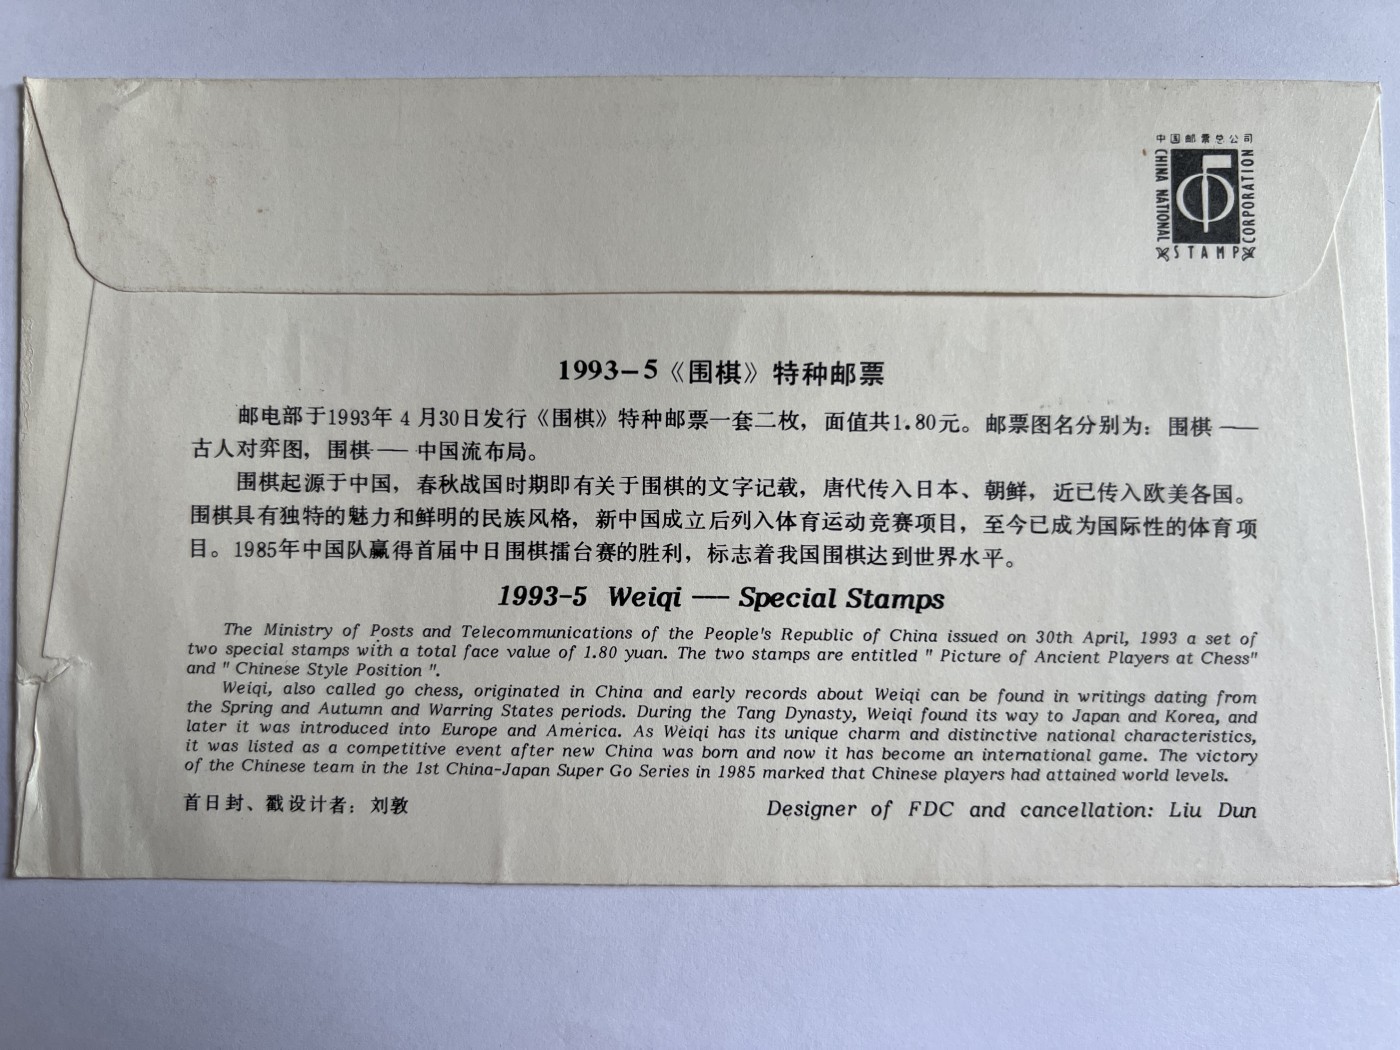 中国邮票总公司
CHINA NATIONAL
STAMP
CORPORATION
1993-5《围棋》特种邮票
邮电部于1993年4月30日发行《围棋》特种邮票一套二枚，面值共1.80元。邮票图名分别为：围棋——
古人对弈图，围棋——中国流布局。
围棋起源于中国，春秋战国时期即有关于围棋的文字记载，唐代传入日本、朝鲜，近已传入欧美各国。
围棋具有独特的魅力和鲜明的民族风格，新中国成立后列入体育运动竞赛项目，至今已成为国际性的体育项
目。1985年中国队赢得首届中日围棋擂台赛的胜利，标志着我国围棋达到世界水平。
1993-5 Weiqi — Special Stamps
The Ministry of Posts and Telecommunications of the People's Republic of China issued on 30th April, 1993 a set of
two special stamps with a total face value of 1.80 yuan. The two stamps are entitled " Picture of Ancient Players at Chess"
and " Chinese Style Position ".
Weiqi, also called go chess, originated in China and early records about Weiqi can be found in writings dating from
the Spring and Autumn and Warring States periods. During the Tang Dynasty, Weiqi found its way to Japan and Korea, and
later it was introduced into Europe and America. As Weiqi has its unique charm and distinctive national characteristics,
it was listed as a competitive event after new China was born and now it has become an international game. The victory
of the Chinese team in the 1st China-Japan Super Go Series in 1985 marked that Chinese players had attained world levels.
首日封、戳设计者：刘敦
Designer of FDC and cancellation: Liu Dun